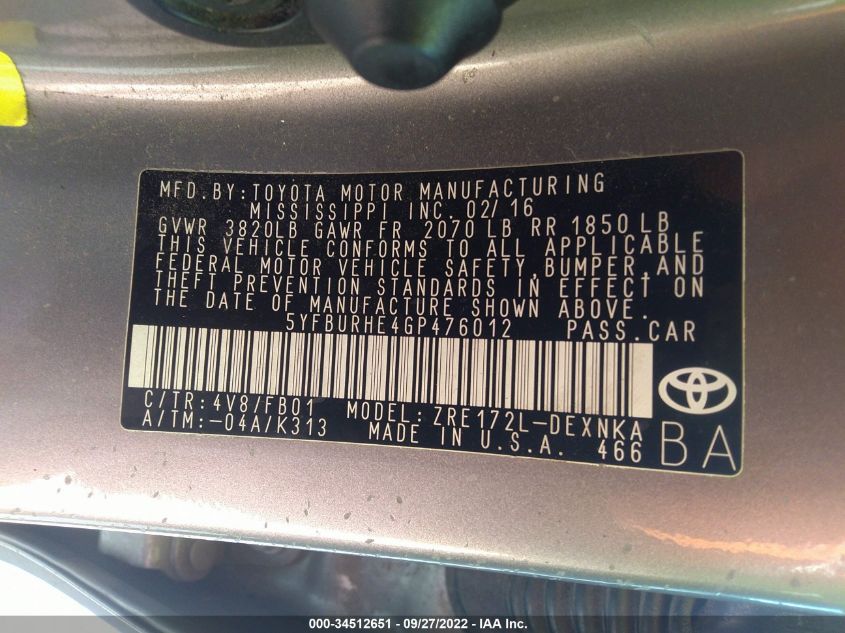 MFD.BY:TOYOTA MOTOR MANUFACTURING
MISSISSIPPI INC. 02/16
GVWR 3820LB GAWR FR 2070 LB RR 1850 LB
THIS VEHICLE CONFORMS TO ALL APPLICABLE
FEDERAL MOTOR VEHICLE SAFETY,BUMPER,AND
THEFT PREVENTION STANDARDS IN EFFECT ON
THE DATE OF MANUFACTURE SHOWN ABOVE.
5YFBURHE4GP476012 PASS.CAR
C/TR:4V8/FB01 MODEL:ZRE172L-DEXNKA
A/TM:-04A/K313 MADE IN U.S.A. 466
BA
000-34512651 - 09/27/2022 - IAA Inc.